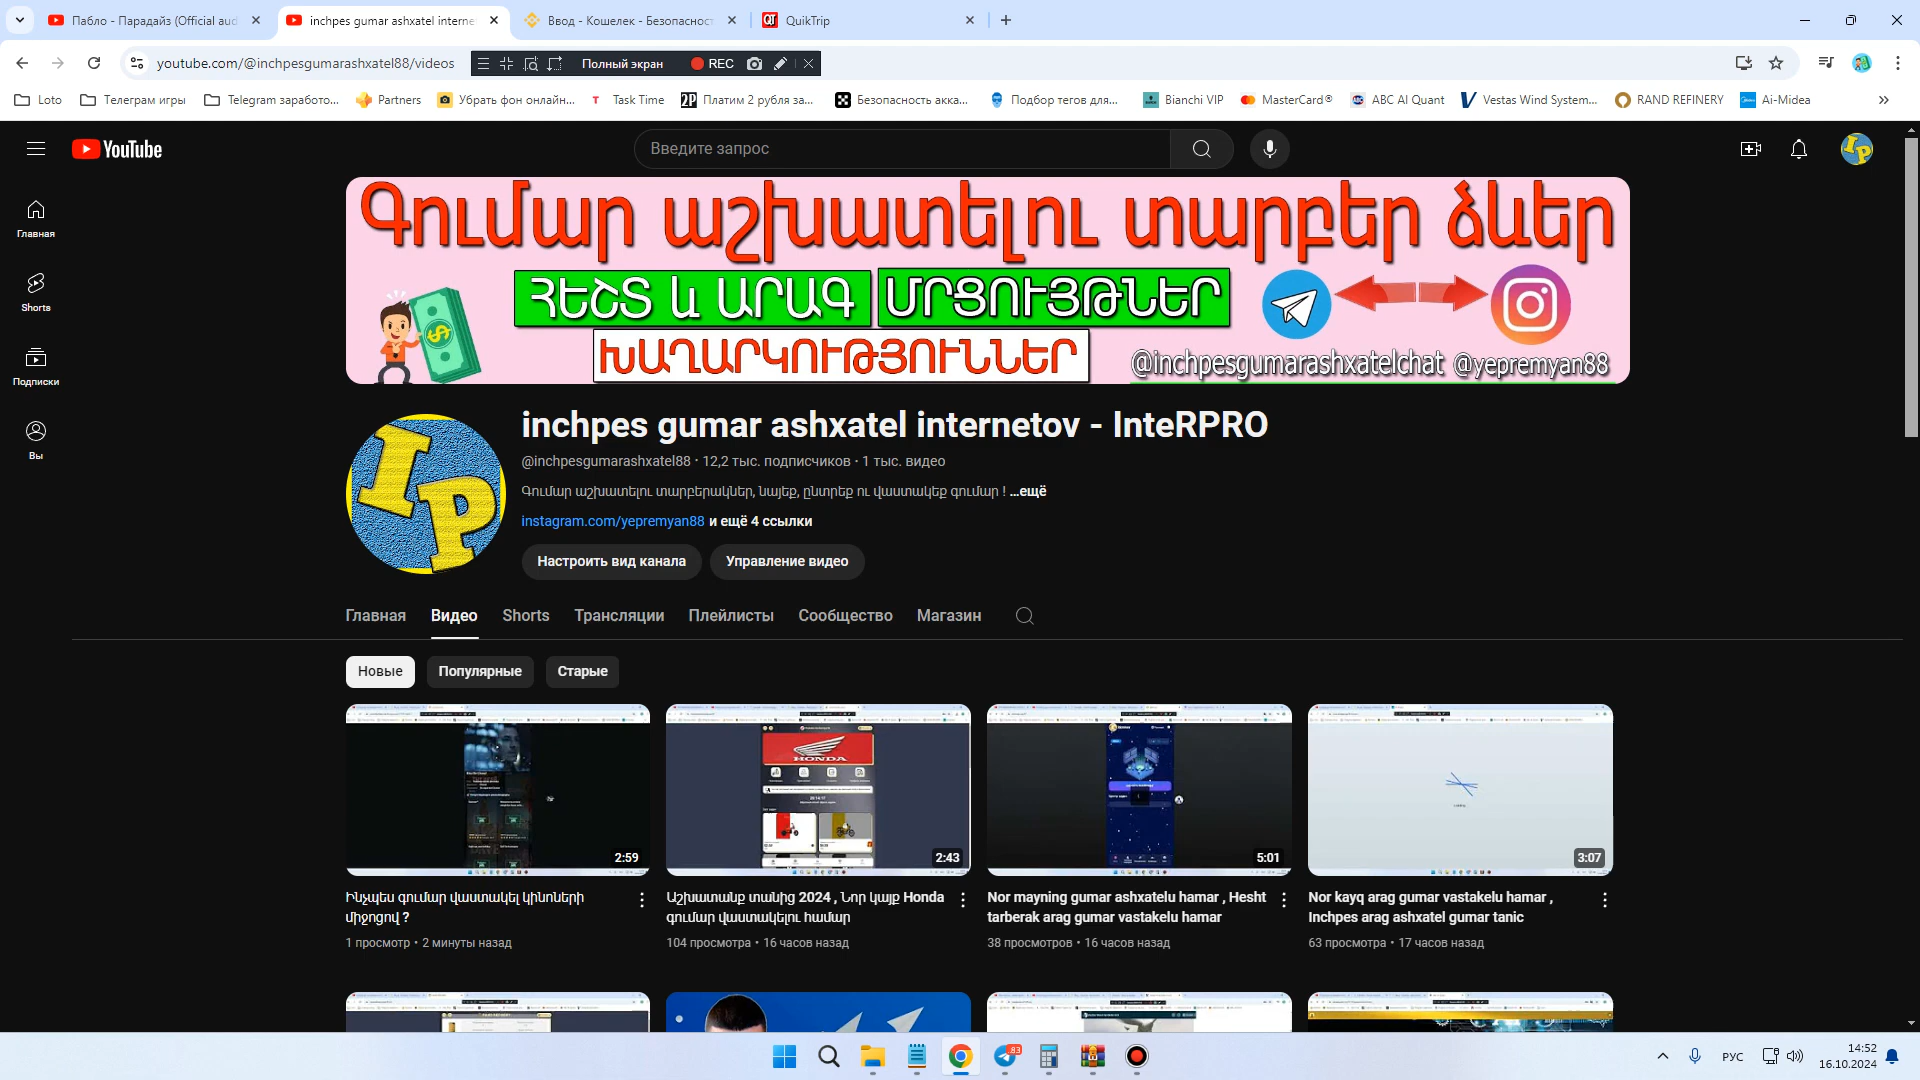 Пабло - Парадайз (Official aud
inchpes gumar ashxatel interne
Ввод - Кошелек - Безопасност
QuikTrip
youtube.com/@inchpesgumarashxatel88/videos
Полный экран
REC
Loto
Телеграм игры
Telegram заработо...
Partners
Убрать фон онлайн...
Task Time
Платим 2 рубля за...
Безопасность акка...
Подбор тегов для...
Bianchi VIP
MasterCard®
ABC AI Quant
Vestas Wind System...
RAND REFINERY
Ai-Midea
YouTube
Введите запрос
Главная
Shorts
Подписки
Вы
Գումար աշխատելու տարբեր ձևեր
ՀԵՇՏ և ԱՐԱԳ
ՄՐՑՈՒՅԹՆԵՐ
ԽԱՂԱՐԿՈՒԹՅՈՒՆՆԵՐ
@inchpesgumarashxatelchat @yepremyan88
IP
inchpes gumar ashxatel internetov - InteRPRO
@inchpesgumarashxatel88 • 12,2 тыс. подписчиков • 1 тыс. видео
Գումար աշխատելու տարբերակներ, նայեք, ընտրեք ու վաստակեք գումար ! ...ещё
instagram.com/yepremyan88 и ещё 4 ссылки
Настроить вид канала
Управление видео
Главная
Видео
Shorts
Трансляции
Плейлисты
Сообщество
Магазин
Новые
Популярные
Старые
HONDA
2:59
2:43
5:01
3:07
Ինչպես գումար վաստակել կինոների
միջոցով ?
1 просмотр • 2 минуты назад
Աշխատանք տանից 2024 , Նոր կայք Honda
գումար վաստակելու համար
104 просмотра • 16 часов назад
Nor mayning gumar ashxatelu hamar , Hesht
tarberak arag gumar vastakelu hamar
38 просмотров • 16 часов назад
Nor kayq arag gumar vastakelu hamar ,
Inchpes arag ashxatel gumar tanic
63 просмотра • 17 часов назад
83
РУС
14:52
16.10.2024